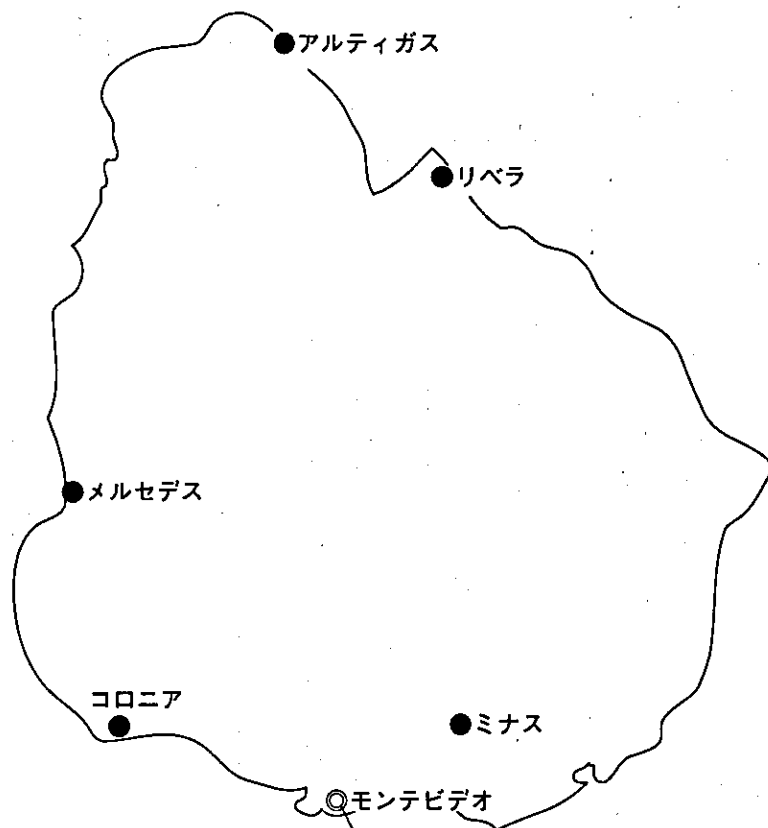 アルティガス
リベラ
メルセデス
コロニア
ミナス
モンテビデオ